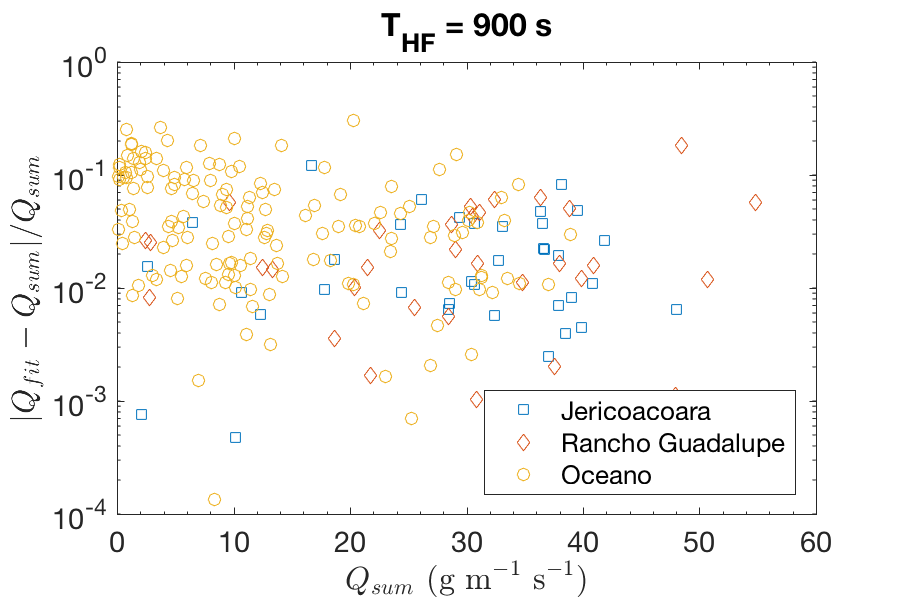 T_HF = 900 s
|Q_fit − Q_sum|/Q_sum
10^0
10^-1
10^-2
10^-3
10^-4
Jericoacoara
Rancho Guadalupe
Oceano
0 10 20 30 40 50 60
Q_sum (g m^−1 s^−1)